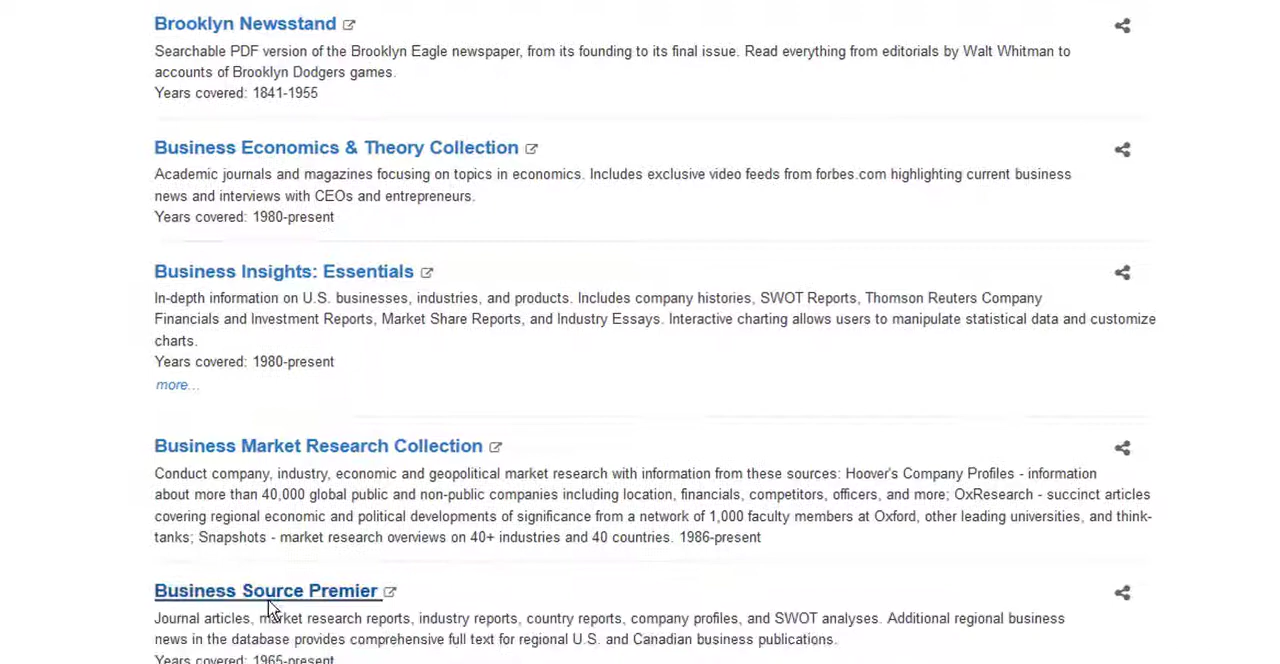 Brooklyn Newsstand
Searchable PDF version of the Brooklyn Eagle newspaper, from its founding to its final issue. Read everything from editorials by Walt Whitman to
accounts of Brooklyn Dodgers games.
Years covered: 1841-1955
Business Economics & Theory Collection
Academic journals and magazines focusing on topics in economics. Includes exclusive video feeds from forbes.com highlighting current business
news and interviews with CEOs and entrepreneurs.
Years covered: 1980-present
Business Insights: Essentials
In-depth information on U.S. businesses, industries, and products. Includes company histories, SWOT Reports, Thomson Reuters Company
Financials and Investment Reports, Market Share Reports, and Industry Essays. Interactive charting allows users to manipulate statistical data and customize
charts.
Years covered: 1980-present
more...
Business Market Research Collection
Conduct company, industry, economic and geopolitical market research with information from these sources: Hoover's Company Profiles - information
about more than 40,000 global public and non-public companies including location, financials, competitors, officers, and more; OxResearch - succinct articles
covering regional economic and political developments of significance from a network of 1,000 faculty members at Oxford, other leading universities, and think-
tanks; Snapshots - market research overviews on 40+ industries and 40 countries. 1986-present
Business Source Premier
Journal articles, market research reports, industry reports, country reports, company profiles, and SWOT analyses. Additional regional business
news in the database provides comprehensive full text for regional U.S. and Canadian business publications.
Years covered: 1965-present